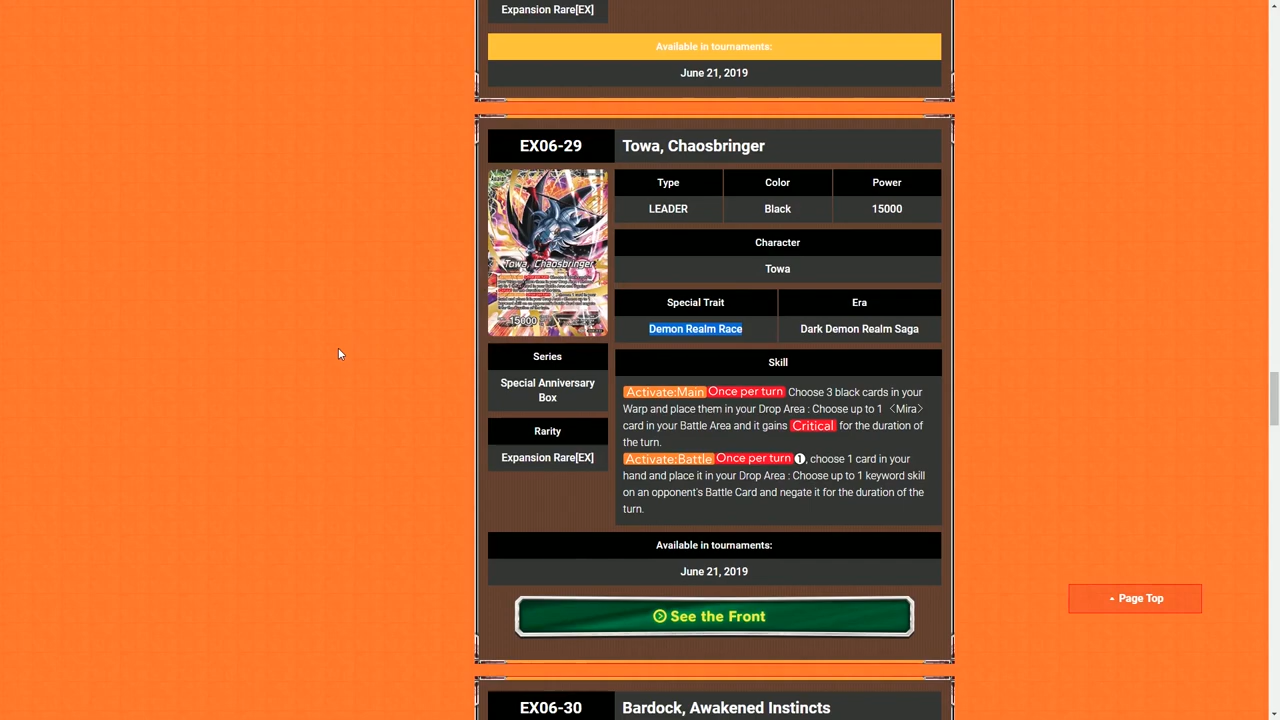 Expansion Rare[EX]
Available in tournaments:
June 21, 2019
EX06-29
Towa, Chaosbringer
Type
Color
Power
LEADER
Black
15000
Character
Towa
Special Trait
Era
Demon Realm Race
Dark Demon Realm Saga
Towa, Chaosbringer
15000
Series
Special Anniversary
Box
Rarity
Expansion Rare[EX]
Skill
Activate:Main Once per turn Choose 3 black cards in your
Warp and place them in your Drop Area : Choose up to 1 〈Mira〉
card in your Battle Area and it gains Critical for the duration of
the turn.
Activate:Battle Once per turn ❶, choose 1 card in your
hand and place it in your Drop Area : Choose up to 1 keyword skill
on an opponent's Battle Card and negate it for the duration of the
turn.
Available in tournaments:
June 21, 2019
See the Front
Page Top
EX06-30
Bardock, Awakened Instincts